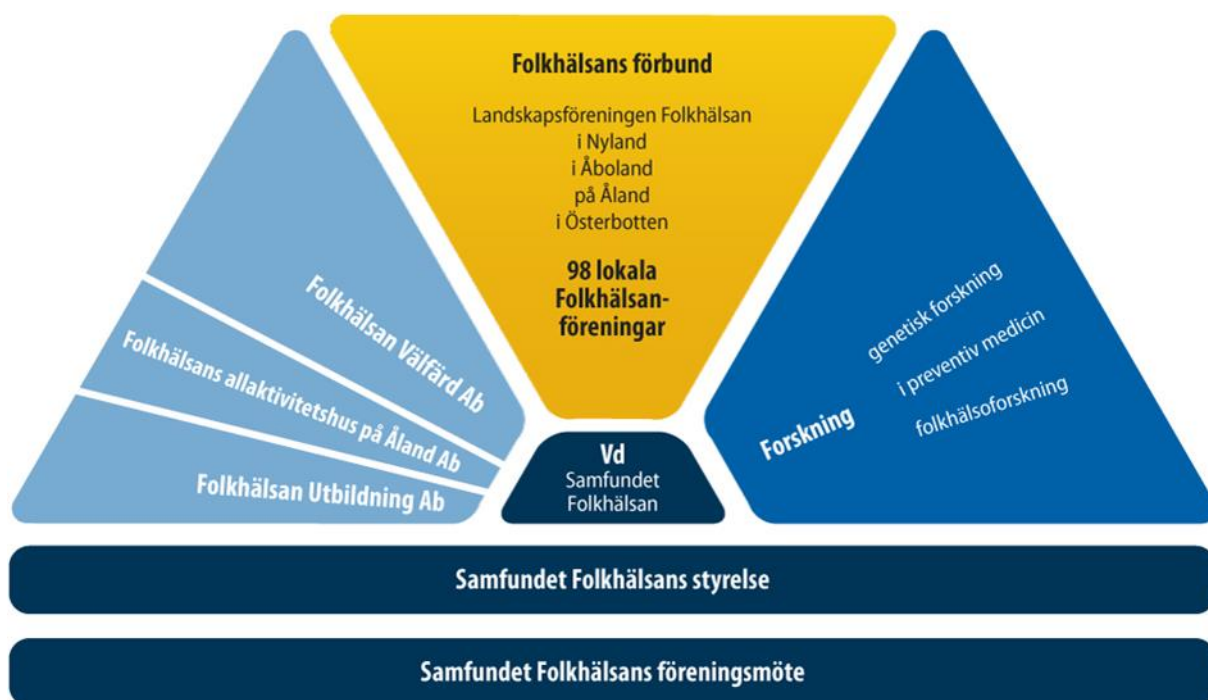 Folkhälsans förbund
Landskapsföreningen Folkhälsan
i Nyland
i Åboland
på Åland
i Österbotten
98 lokala
Folkhälsan-
föreningar
Folkhälsan Välfärd Ab
Folkhälsans allaktivitetshus på Åland Ab
Folkhälsan Utbildning Ab
Vd
Samfundet
Folkhälsan
Forskning
genetisk forskning
i preventiv medicin
folkhälsoforskning
Samfundet Folkhälsans styrelse
Samfundet Folkhälsans föreningsmöte